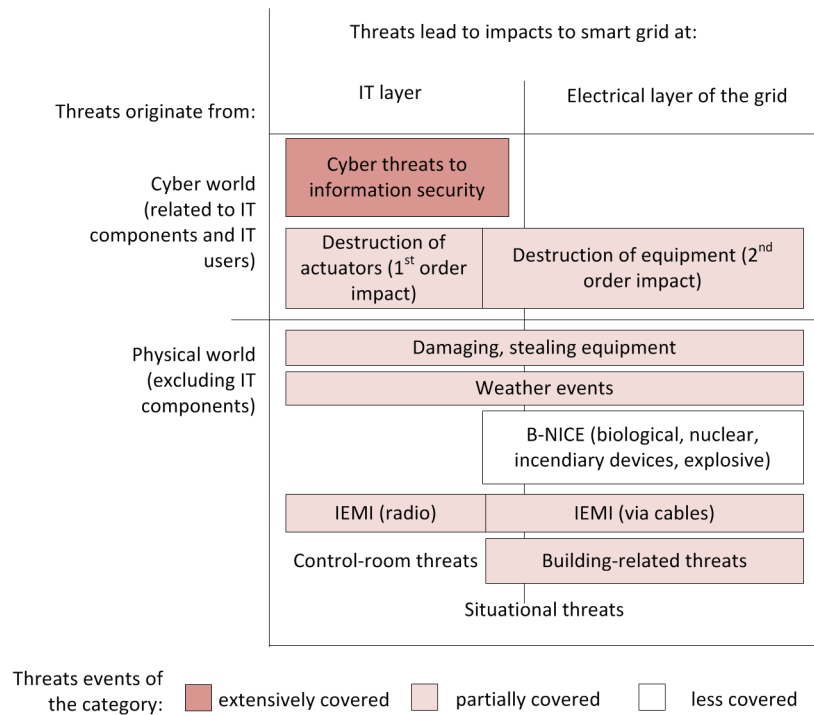 Threats lead to impacts to smart grid at:
Threats originate from:
IT layer
Electrical layer of the grid
Cyber world
(related to IT
components and IT
users)
Cyber threats to
information security
Destruction of
actuators (1st order
impact)
Destruction of equipment (2nd
order impact)
Physical world
(excluding IT
components)
Damaging, stealing equipment
Weather events
B-NICE (biological, nuclear,
incendiary devices, explosive)
IEMI (radio)
IEMI (via cables)
Control-room threats
Building-related threats
Situational threats
Threats events of
the category:
extensively covered
partially covered
less covered